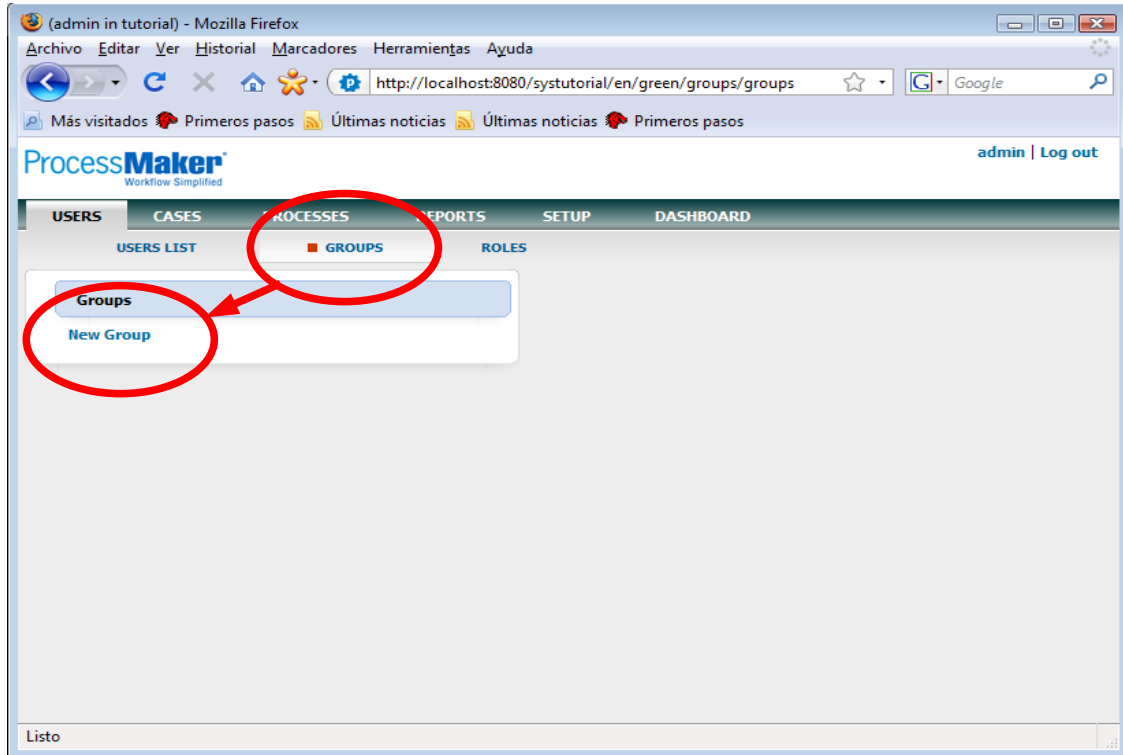 (admin in tutorial) - Mozilla Firefox
Archivo Editar Ver Historial Marcadores Herramientas Ayuda
http://localhost:8080/systutorial/en/green/groups/groups
G Google
Más visitados Primeros pasos Últimas noticias Últimas noticias Primeros pasos
ProcessMaker
Workflow Simplified
admin | Log out
USERS CASES PROCESSES REPORTS SETUP DASHBOARD
USERS LIST GROUPS ROLES
Groups
New Group
Listo